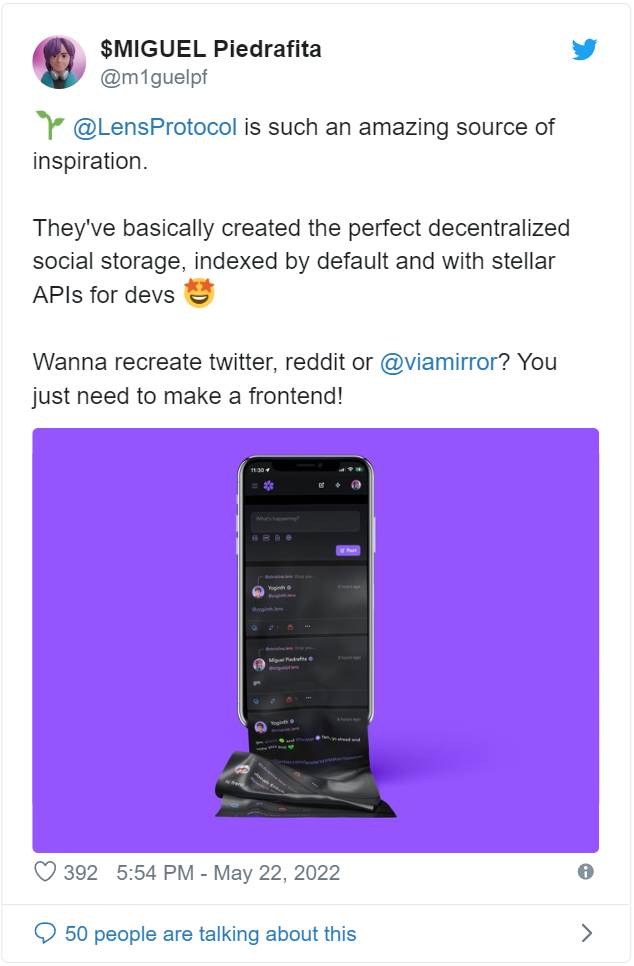 $MIGUEL Piedrafita
@m1guelpf
@LensProtocol is such an amazing source of
inspiration.
They've basically created the perfect decentralized
social storage, indexed by default and with stellar
APIs for devs
Wanna recreate twitter, reddit or @viamirror? You
just need to make a frontend!
11:30
What's happening?
Post
Yoginth
2 hours ago
@yoginth.lens
Miguel Piedrafita
gm
Yoginth
392 5:54 PM - May 22, 2022
50 people are talking about this